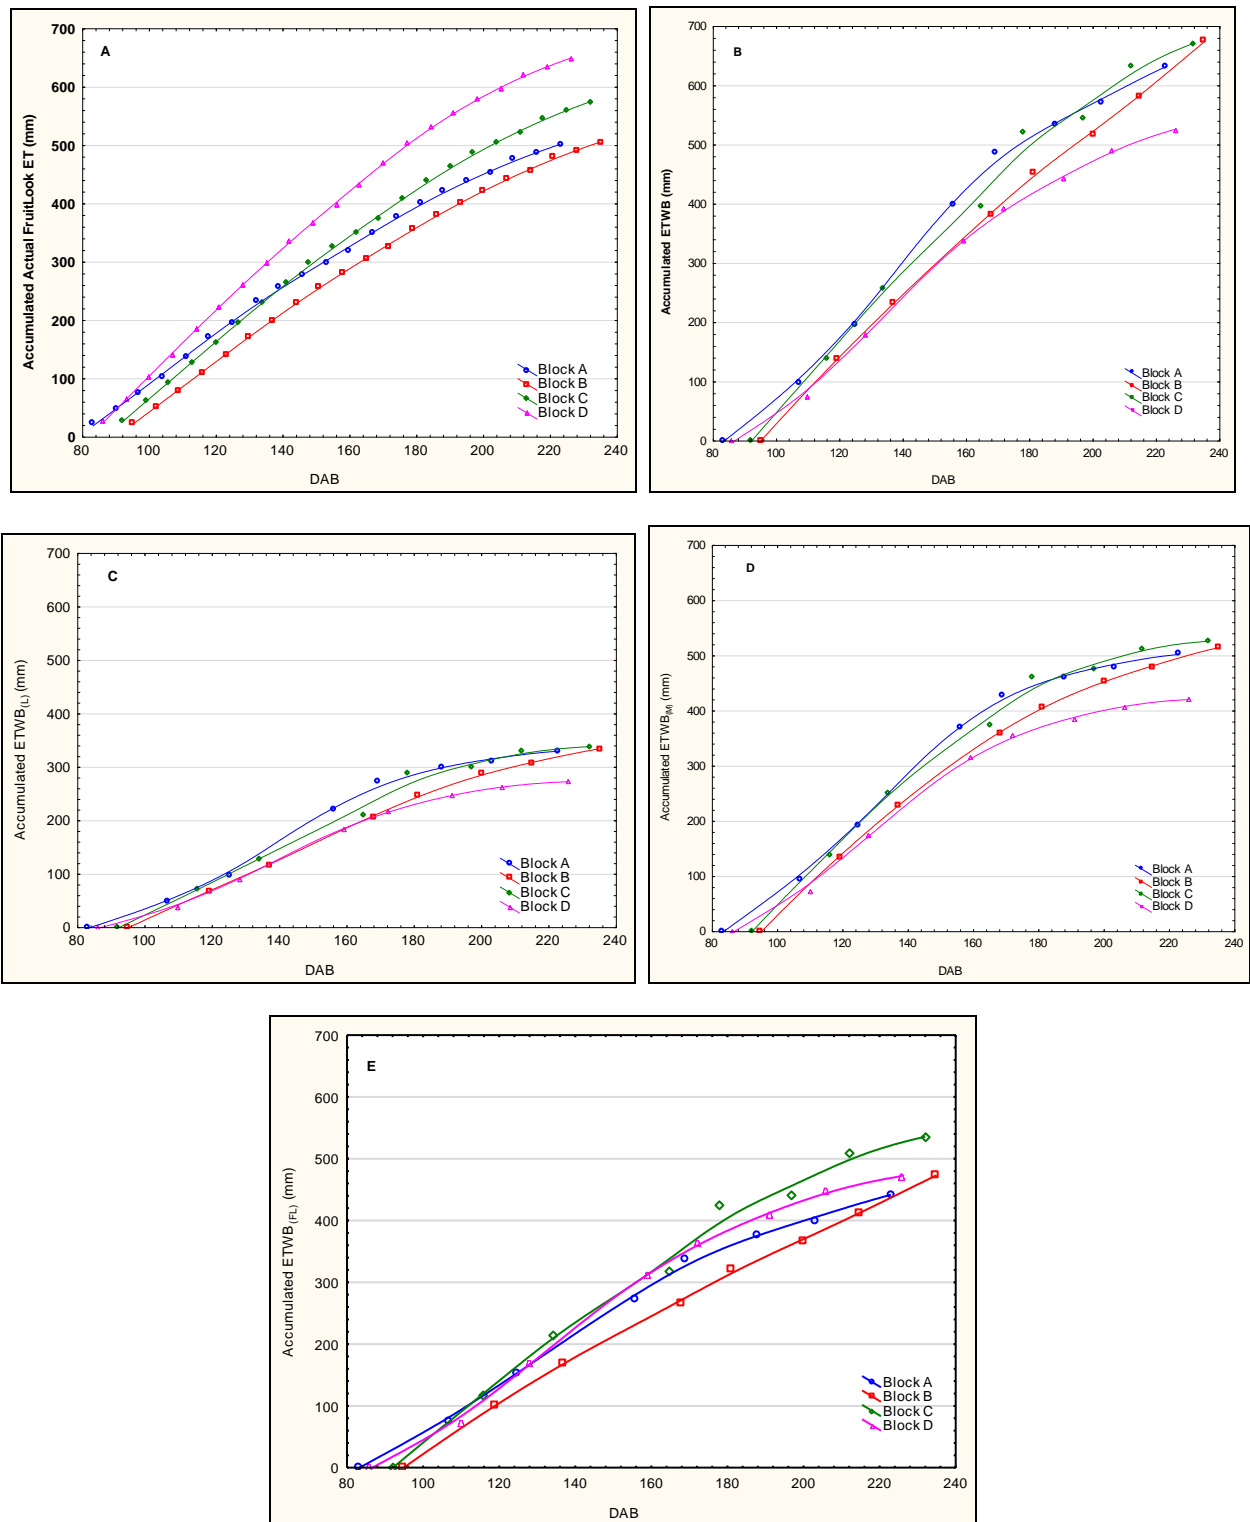 A
Accumulated Actual FruitLook ET (mm)
700
600
500
400
300
200
100
0
80 100 120 140 160 180 200 220 240
DAB
Block A
Block B
Block C
Block D
B
Accumulated ETWB (mm)
700
600
500
400
300
200
100
0
80 100 120 140 160 180 200 220 240
DAB
Block A
Block B
Block C
Block D
C
Accumulated ETWB(L) (mm)
700
600
500
400
300
200
100
0
80 100 120 140 160 180 200 220 240
DAB
Block A
Block B
Block C
Block D
D
Accumulated ETWB(M) (mm)
700
600
500
400
300
200
100
0
80 100 120 140 160 180 200 220 240
DAB
Block A
Block B
Block C
Block D
E
Accumulated ETWB(FL) (mm)
700
600
500
400
300
200
100
0
80 100 120 140 160 180 200 220 240
DAB
Block A
Block B
Block C
Block D